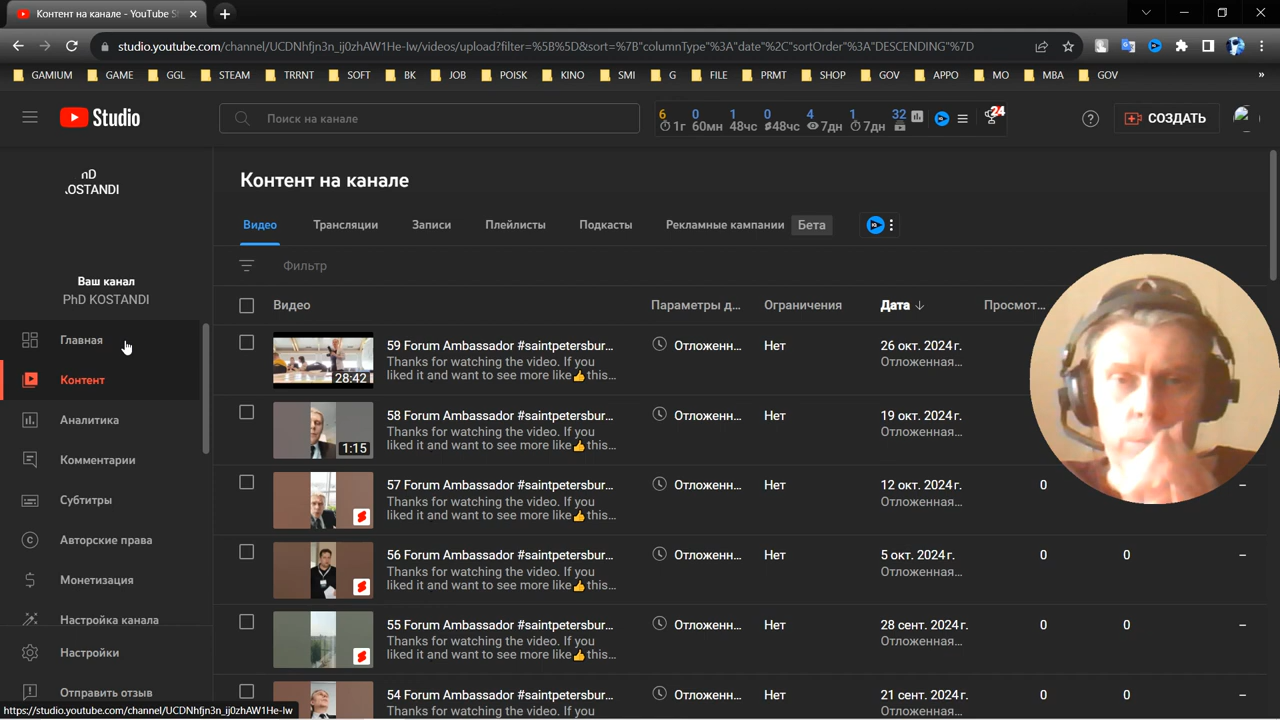 Контент на канале - YouTube St
studio.youtube.com/channel/UCDNhfjn3n_ij0zhAW1He-Iw/videos/upload?filter=%5B%5D&sort=%7B"columnType"%3A"date"%2C"sortOrder"%3A"DESCENDING"%7D
GAMIUM GAME GGL STEAM TRRNT SOFT BK JOB POISK KINO SMI G FILE PRMT SHOP GOV APPO MO MBA GOV »
Studio
Поиск на канале
6 0 1 0 4 1 32 24
1г 60мн 48чс 48чс 7дн 7дн
СОЗДАТЬ
nD
OSTANDI
Ваш канал
PhD KOSTANDI
Главная
Контент
Аналитика
Комментарии
Субтитры
Авторские права
Монетизация
Настройка канала
Настройки
Отправить отзыв
Контент на канале
Видео Трансляции Записи Плейлисты Подкасты Рекламные кампании Бета
Фильтр
Видео Параметры д... Ограничения Дата Просмот...
59 Forum Ambassador #saintpetersbur... Отложенн... Нет 26 окт. 2024 г.
Thanks for watching the video. If you Отложенная...
liked it and want to see more like👍this...
28:42
58 Forum Ambassador #saintpetersbur... Отложенн... Нет 19 окт. 2024 г.
Thanks for watching the video. If you Отложенная...
liked it and want to see more like👍this...
1:15
57 Forum Ambassador #saintpetersbur... Отложенн... Нет 12 окт. 2024 г. 0 0 –
Thanks for watching the video. If you Отложенная...
liked it and want to see more like👍this...
56 Forum Ambassador #saintpetersbur... Отложенн... Нет 5 окт. 2024 г. 0 0 –
Thanks for watching the video. If you Отложенная...
liked it and want to see more like👍this...
55 Forum Ambassador #saintpetersbur... Отложенн... Нет 28 сент. 2024 г. 0 0 –
Thanks for watching the video. If you Отложенная...
liked it and want to see more like👍this...
54 Forum Ambassador #saintpetersbur... Отложенн... Нет 21 сент. 2024 г. 0 0 –
Thanks for watching the video. If you Отложенная...
https://studio.youtube.com/channel/UCDNhfjn3n_ij0zhAW1He-Iw